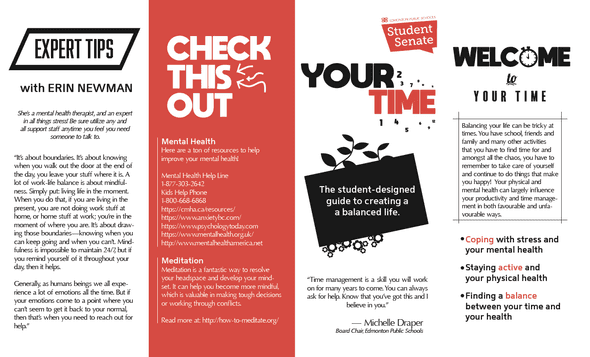 EXPERT TIPS
with ERIN NEWMAN
She's a mental health therapist, and an expert
in all things stress! Be sure utilize any and
all support staff anytime you feel you need
someone to talk to.
"It's about boundaries. It's about knowing
when you walk out the door at the end of
the day, you leave your stuff where it is. A
lot of work-life balance is about mindful-
ness. Simply put: living life in the moment.
When you do that, if you are living in the
present, you are not doing work stuff at
home, or home stuff at work; you're in the
moment of where you are. It's about draw-
ing those boundaries—knowing when you
can keep going and when you can't. Mind-
fulness is impossible to maintain 24/7, but if
you remind yourself of it throughout your
day, then it helps.
Generally, as humans beings we all expe-
rience a lot of emotions all the time. But if
your emotions come to a point where you
can't seem to get it back to your normal,
then that's when you need to reach out for
help."
CHECK
THIS
OUT
Mental Health
Here are a ton of resources to help
improve your mental health!
Mental Health Help Line
1-877-303-2642
Kids Help Phone
1-800-668-6868
https://cmha.ca/resources/
https://www.anxietybc.com/
https://www.psychologytoday.com
https://www.mentalhealth.org.uk/
http://www.mentalhealthamerica.net
Meditation
Meditation is a fantastic way to resolve
your headspace and develop your mind-
set. It can help you become more mindful,
which is valuable in making tough decisions
or working through conflicts.
Read more at: http://how-to-meditate.org/
Student
Senate
YOUR
TIME
The student-designed
guide to creating a
a balanced life.
"Time management is a skill you will work
on for many years to come. You can always
ask for help. Know that you've got this and I
believe in you."
— Michelle Draper
Board Chair, Edmonton Public Schools
WELCOME
to
YOUR TIME
Balancing your life can be tricky at
times. You have school, friends and
family and many other activities
that you have to find time for and
amongst all the chaos, you have to
remember to take care of yourself
and continue to do things that make
you happy! Your physical and
mental health can largely influence
your productivity and time manage-
ment in both favourable and unfa-
vourable ways.
• Coping with stress and
your mental health
• Staying active and
your physical health
• Finding a balance
between your time and
your health